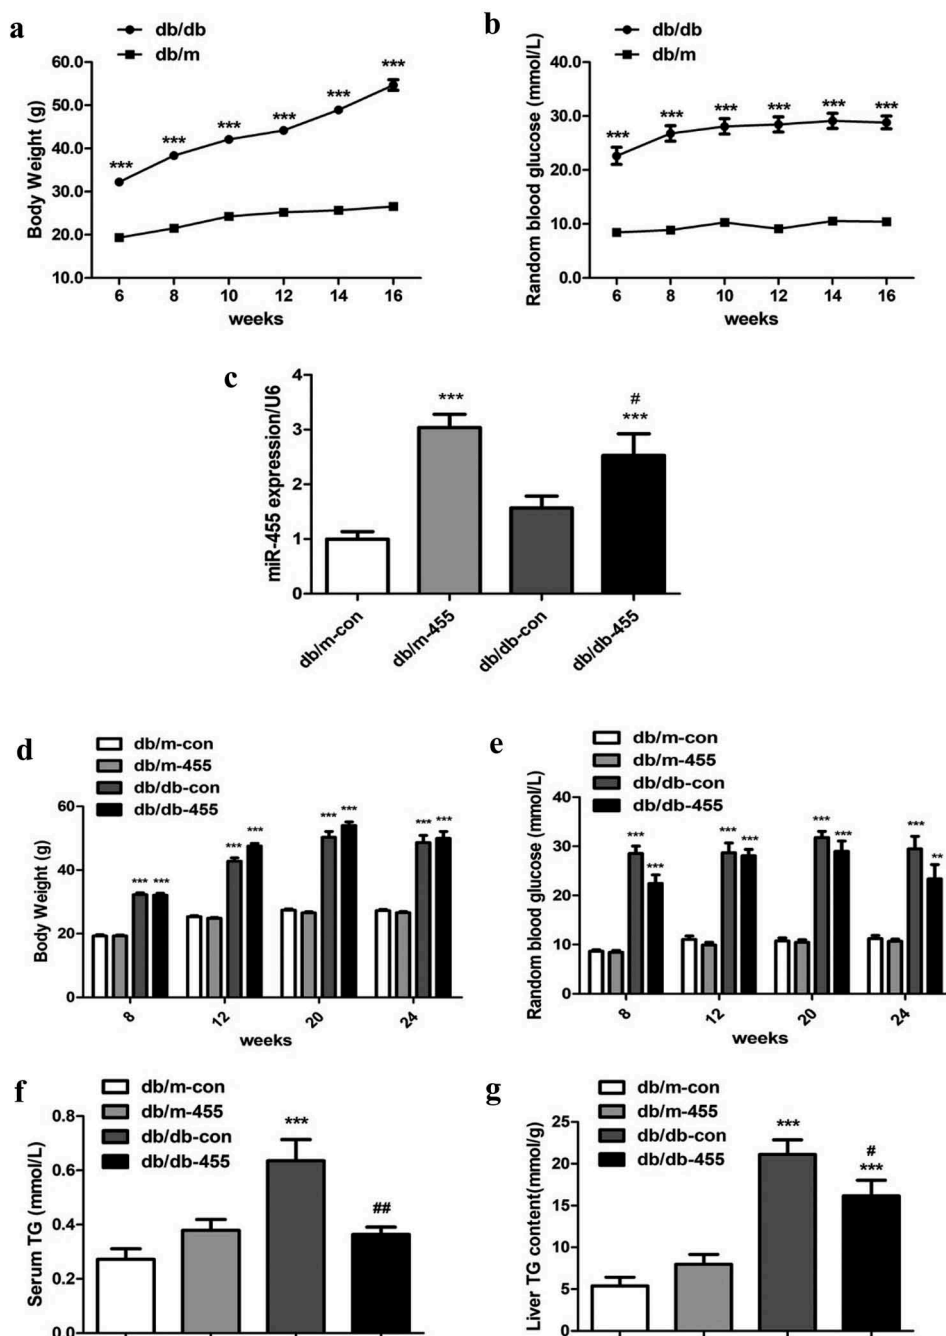 a
db/db
db/m
Body Weight (g)
60.0
50.0
40.0
30.0
20.0
10.0
***
***
***
***
***
***
6 8 10 12 14 16
weeks
b
db/db
db/m
Random blood glucose (mmol/L)
40.0
30.0
20.0
10.0
0.0
***
***
***
***
***
***
6 8 10 12 14 16
weeks
c
miR-455 expression/U6
4
3
2
1
0
***
#
***
db/m-con
db/m-455
db/db-con
db/db-455
d
db/m-con
db/m-455
db/db-con
db/db-455
Body Weight (g)
60
40
20
0
*** ***
*** ***
*** ***
*** ***
8 12 20 24
weeks
e
db/m-con
db/m-455
db/db-con
db/db-455
Random blood glucose (mmol/L)
40
30
20
10
0
*** ***
*** ***
*** ***
*** **
8 12 20 24
weeks
f
db/m-con
db/m-455
db/db-con
db/db-455
Serum TG (mmol/L)
0.8
0.6
0.4
0.2
0.0
***
##
g
db/m-con
db/m-455
db/db-con
db/db-455
Liver TG content(mmol/g)
25
20
15
10
5
0
***
#
***